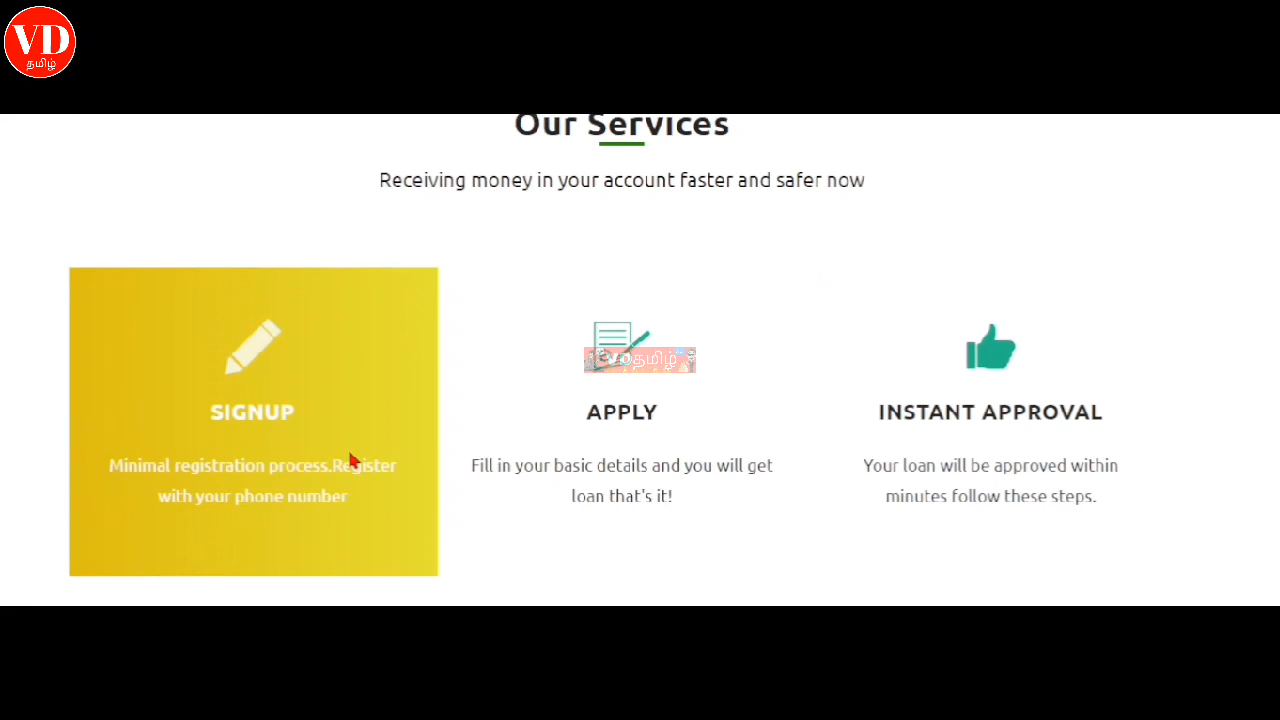 VD
தமிழ்
Our Services
Receiving money in your account faster and safer now
VDதமிழ்
SIGNUP
APPLY
INSTANT APPROVAL
Minimal registration process.Register
with your phone number
Fill in your basic details and you will get
loan that's it!
Your loan will be approved within
minutes follow these steps.